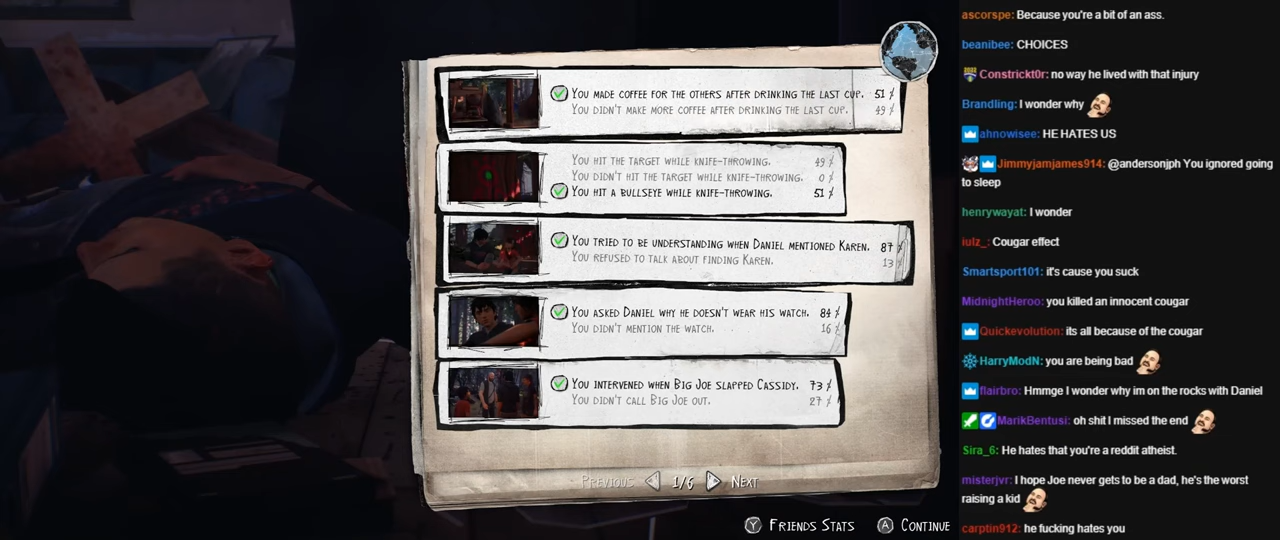 YOU MADE COFFEE FOR THE OTHERS AFTER DRINKING THE LAST CUP. 51 %
YOU DIDN'T MAKE MORE COFFEE AFTER DRINKING THE LAST CUP. 49 %
YOU HIT THE TARGET WHILE KNIFE-THROWING. 49 %
YOU DIDN'T HIT THE TARGET WHILE KNIFE-THROWING. 0 %
YOU HIT A BULLSEYE WHILE KNIFE-THROWING. 51 %
YOU TRIED TO BE UNDERSTANDING WHEN DANIEL MENTIONED KAREN. 87 %
YOU REFUSED TO TALK ABOUT FINDING KAREN. 13 %
YOU ASKED DANIEL WHY HE DOESN'T WEAR HIS WATCH. 84 %
YOU DIDN'T MENTION THE WATCH. 16 %
YOU INTERVENED WHEN BIG JOE SLAPPED CASSIDY. 73 %
YOU DIDN'T CALL BIG JOE OUT. 27 %
PREVIOUS 1/6 NEXT
Y FRIENDS STATS A CONTINUE
ascorspe: Because you're a bit of an ass.
beanibee: CHOICES
Constrickt0r: no way he lived with that injury
Brandling: I wonder why
ahnowisee: HE HATES US
Jimmyjamjames914: @andersonjph You ignored going
to sleep
henrywayat: I wonder
iulz_: Cougar effect
Smartsport101: it's cause you suck
MidnightHeroo: you killed an innocent cougar
Quickevolution: its all because of the cougar
HarryModN: you are being bad
flairbro: Hmmge I wonder why im on the rocks with Daniel
MarikBentusi: oh shit I missed the end
Sira_6: He hates that you're a reddit atheist.
misterjvr: I hope Joe never gets to be a dad, he's the worst
raising a kid
carptin912: he fucking hates you